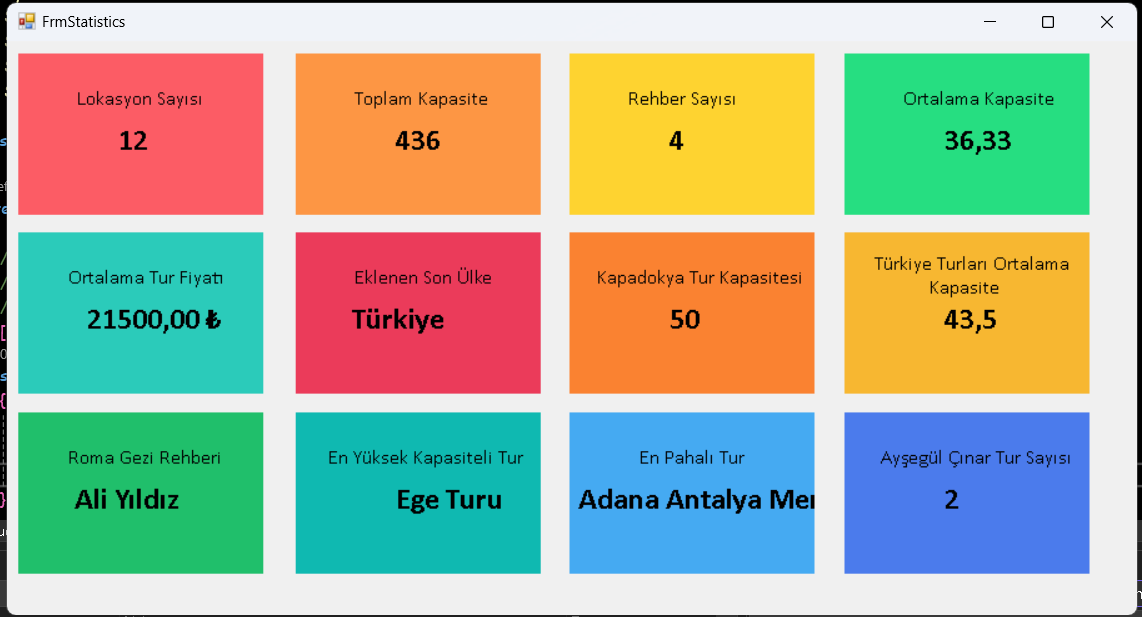 FrmStatistics
Lokasyon Sayısı
12
Toplam Kapasite
436
Rehber Sayısı
4
Ortalama Kapasite
36,33
Ortalama Tur Fiyatı
21500,00 ₺
Eklenen Son Ülke
Türkiye
Kapadokya Tur Kapasitesi
50
Türkiye Turları Ortalama
Kapasite
43,5
Roma Gezi Rehberi
Ali Yıldız
En Yüksek Kapasiteli Tur
Ege Turu
En Pahalı Tur
Adana Antalya
Ayşegül Çınar Tur Sayısı
2